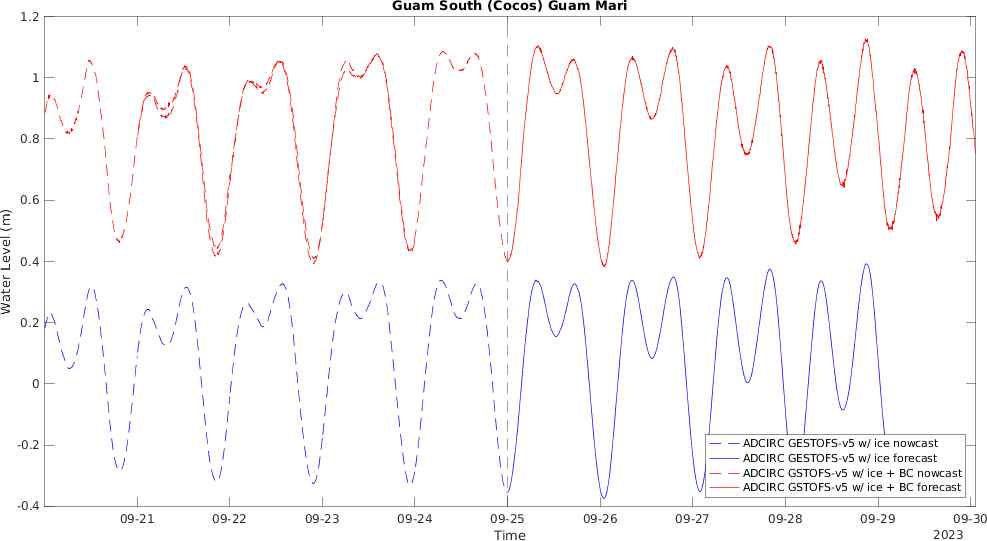 Guam South (Cocos) Guam Mari
1.2
1
0.8
0.6
0.4
0.2
0
-0.2
-0.4
Water Level (m)
09-21
09-22
09-23
09-24
09-25
09-26
09-27
09-28
09-29
09-30
Time
2023
ADCIRC GESTOFS-v5 w/ ice nowcast
ADCIRC GESTOFS-v5 w/ ice forecast
ADCIRC GSTOFS-v5 w/ ice + BC nowcast
ADCIRC GSTOFS-v5 w/ ice + BC forecast